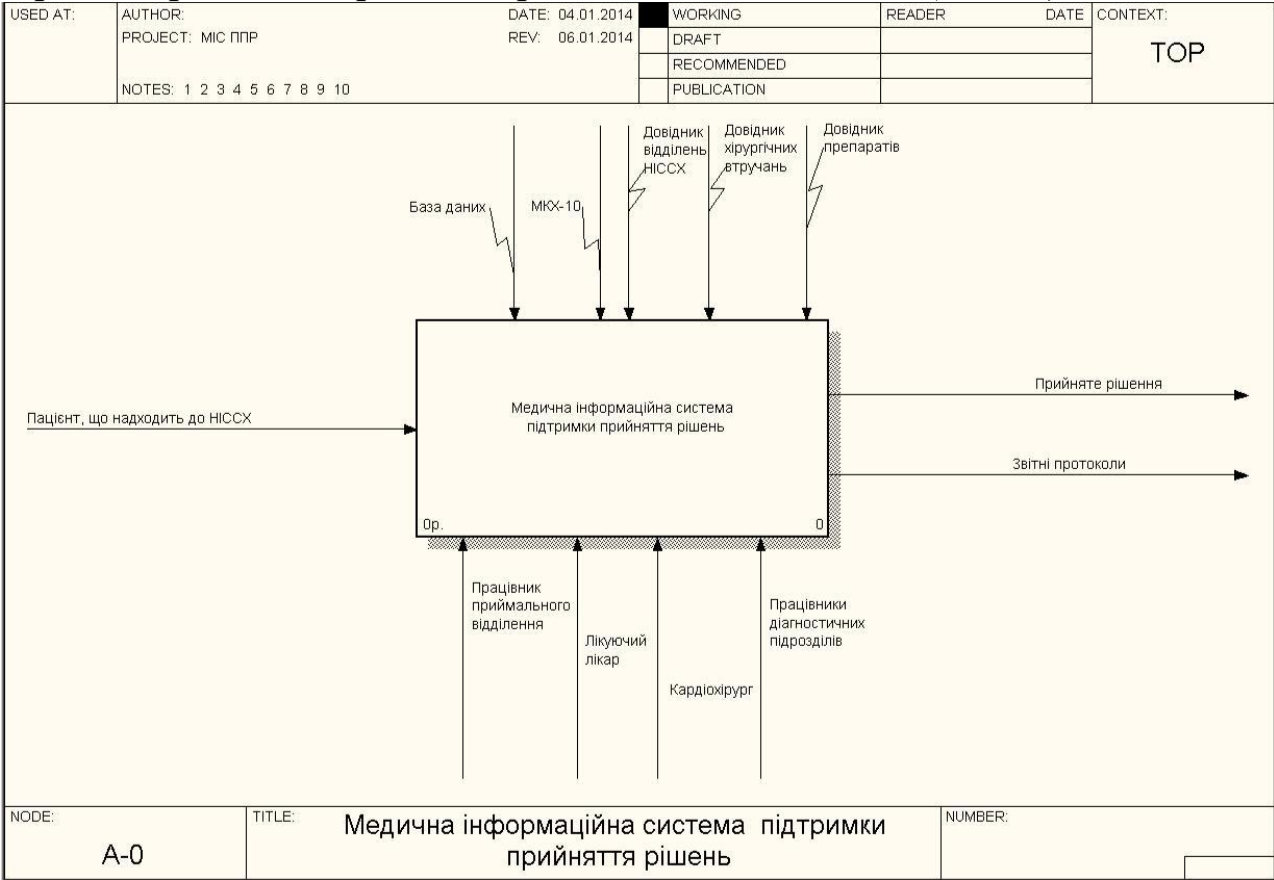 USED AT:
AUTHOR:
DATE: 04.01.2014
PROJECT: МІС ППР
REV: 06.01.2014
NOTES: 1 2 3 4 5 6 7 8 9 10
WORKING
DRAFT
RECOMMENDED
PUBLICATION
READER
DATE
CONTEXT:
TOP
База даних
МКХ-10
Довідник
відділень
НІССХ
Довідник
хірургічних
втручань
Довідник
препаратів
Пацієнт, що надходить до НІССХ
Медична інформаційна система
підтримки прийняття рішень
0р.
0
Прийняте рішення
Звітні протоколи
Працівник
приймального
відділення
Лікуючий
лікар
Кардіохірург
Працівники
діагностичних
підрозділів
NODE:
A-0
TITLE:
Медична інформаційна система підтримки
прийняття рішень
NUMBER: